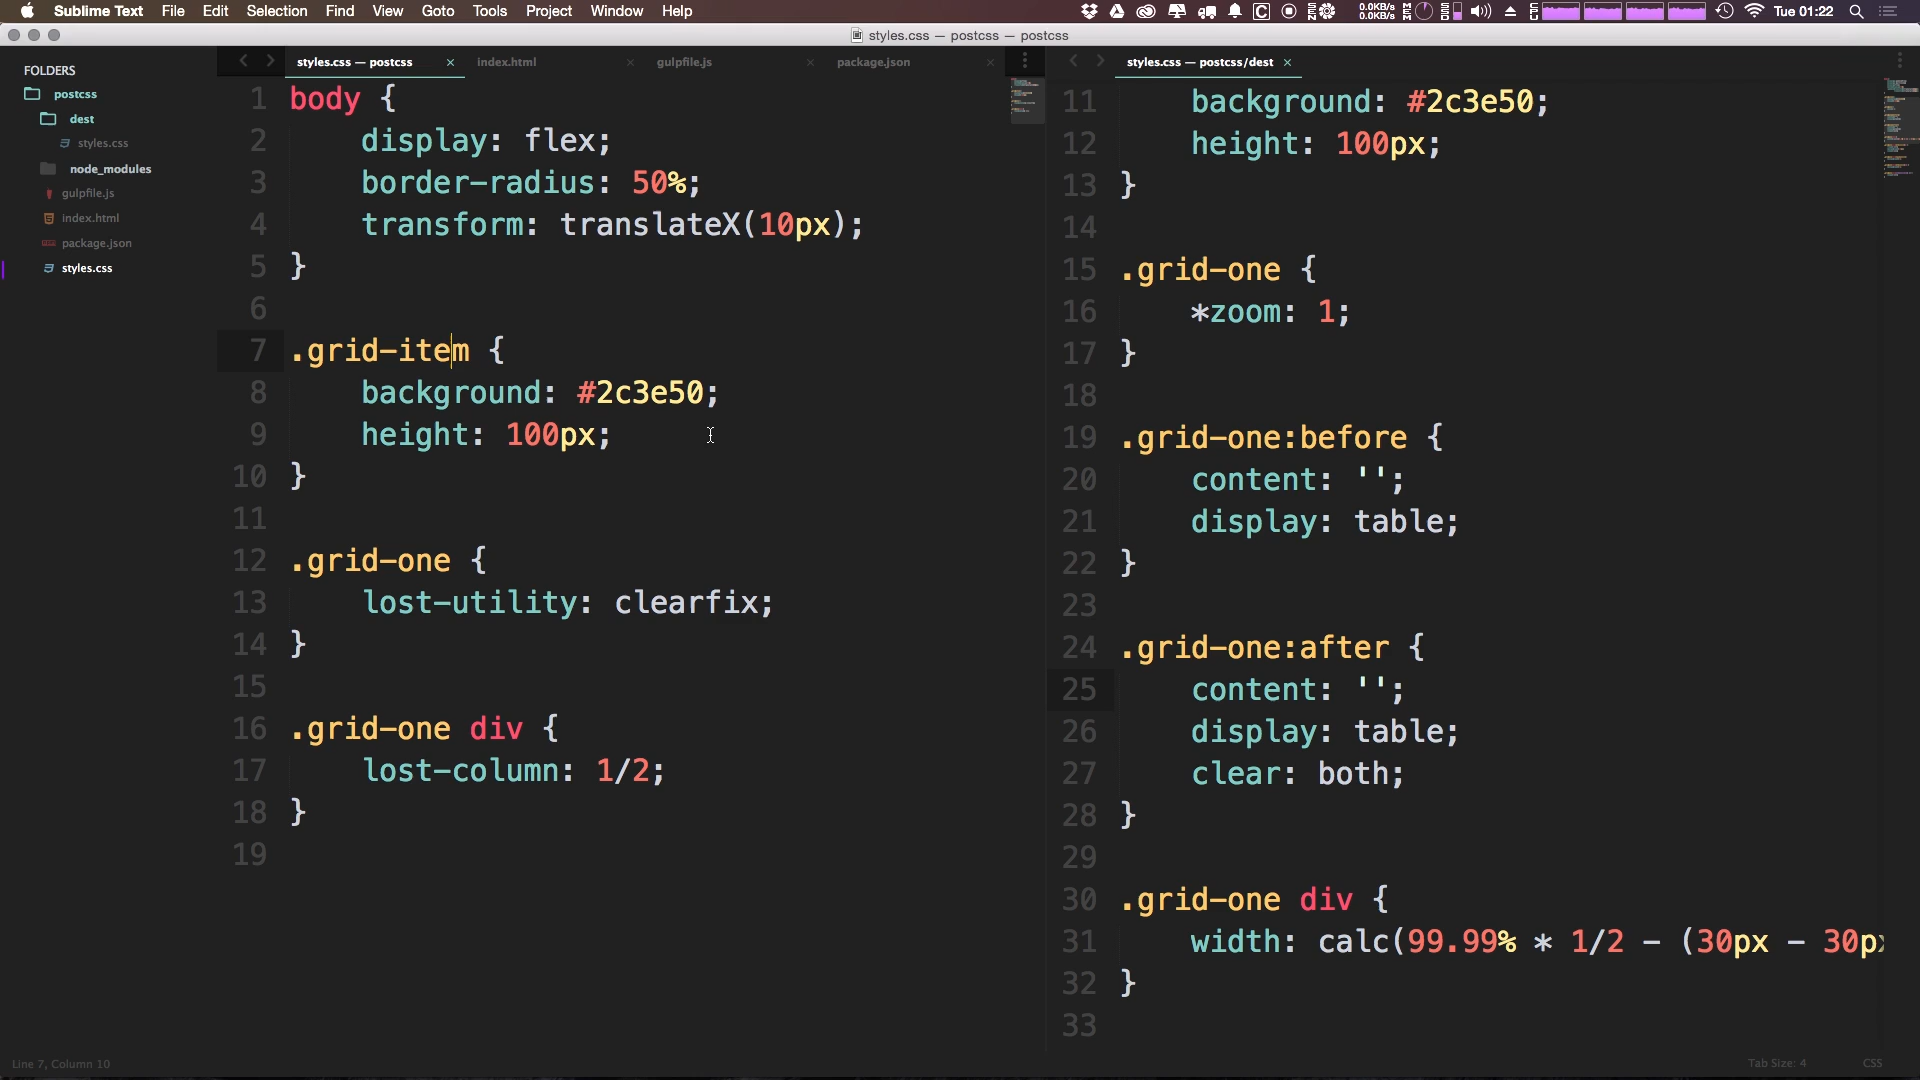 Sublime Text File Edit Selection Find View Goto Tools Project Window Help 0.0KB/s 0.0KB/s Tue 01:22
styles.css — postcss — postcss
FOLDERS
postcss
dest
styles.css
node_modules
gulpfile.js
index.html
package.json
styles.css
styles.css — postcss × index.html × gulpfile.js × package.json ×
1 body {
2 display: flex;
3 border-radius: 50%;
4 transform: translateX(10px);
5 }
6
7 .grid-item {
8 background: #2c3e50;
9 height: 100px;
10 }
11
12 .grid-one {
13 lost-utility: clearfix;
14 }
15
16 .grid-one div {
17 lost-column: 1/2;
18 }
19
styles.css — postcss/dest ×
11 background: #2c3e50;
12 height: 100px;
13 }
14
15 .grid-one {
16 *zoom: 1;
17 }
18
19 .grid-one:before {
20 content: '';
21 display: table;
22 }
23
24 .grid-one:after {
25 content: '';
26 display: table;
27 clear: both;
28 }
29
30 .grid-one div {
31 width: calc(99.99% * 1/2 - (30px - 30px
32 }
33
Line 7, Column 10
Tab Size: 4 CSS